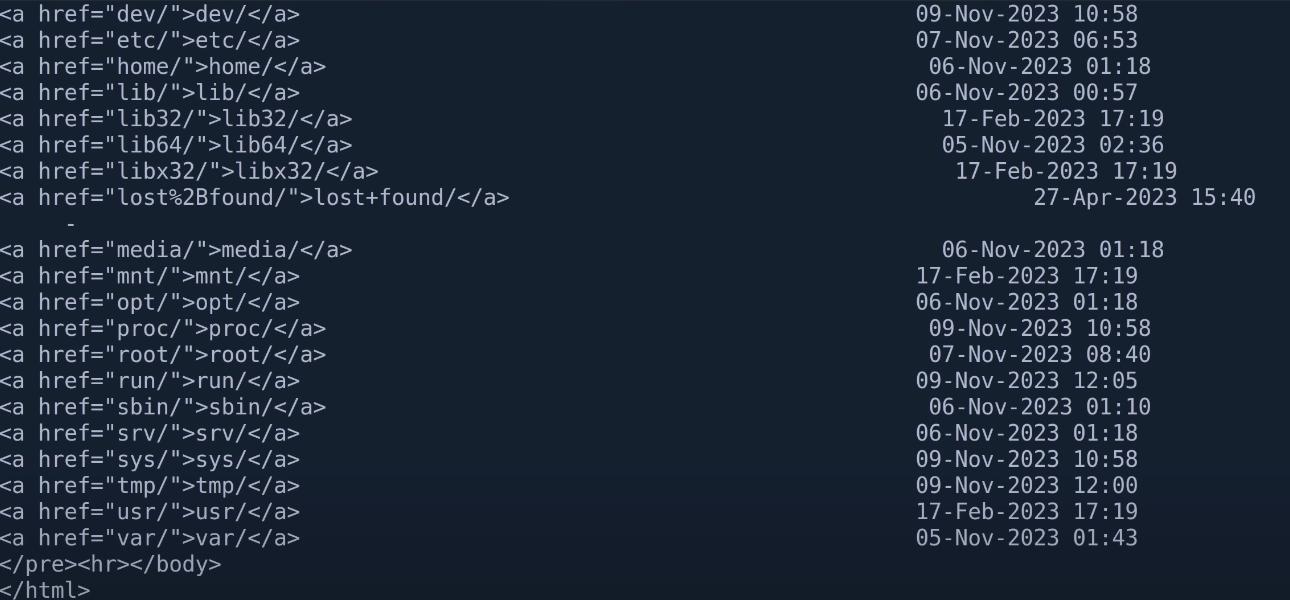 <a href="dev/">dev/</a>                                               09-Nov-2023 10:58
<a href="etc/">etc/</a>                                               07-Nov-2023 06:53
<a href="home/">home/</a>                                              06-Nov-2023 01:18
<a href="lib/">lib/</a>                                               06-Nov-2023 00:57
<a href="lib32/">lib32/</a>                                             17-Feb-2023 17:19
<a href="lib64/">lib64/</a>                                             05-Nov-2023 02:36
<a href="libx32/">libx32/</a>                                            17-Feb-2023 17:19
<a href="lost%2Bfound/">lost+found/</a>                                        27-Apr-2023 15:40
     -
<a href="media/">media/</a>                                             06-Nov-2023 01:18
<a href="mnt/">mnt/</a>                                               17-Feb-2023 17:19
<a href="opt/">opt/</a>                                               06-Nov-2023 01:18
<a href="proc/">proc/</a>                                              09-Nov-2023 10:58
<a href="root/">root/</a>                                              07-Nov-2023 08:40
<a href="run/">run/</a>                                               09-Nov-2023 12:05
<a href="sbin/">sbin/</a>                                              06-Nov-2023 01:10
<a href="srv/">srv/</a>                                               06-Nov-2023 01:18
<a href="sys/">sys/</a>                                               09-Nov-2023 10:58
<a href="tmp/">tmp/</a>                                               09-Nov-2023 12:00
<a href="usr/">usr/</a>                                               17-Feb-2023 17:19
<a href="var/">var/</a>                                               05-Nov-2023 01:43
</pre><hr></body>
</html>